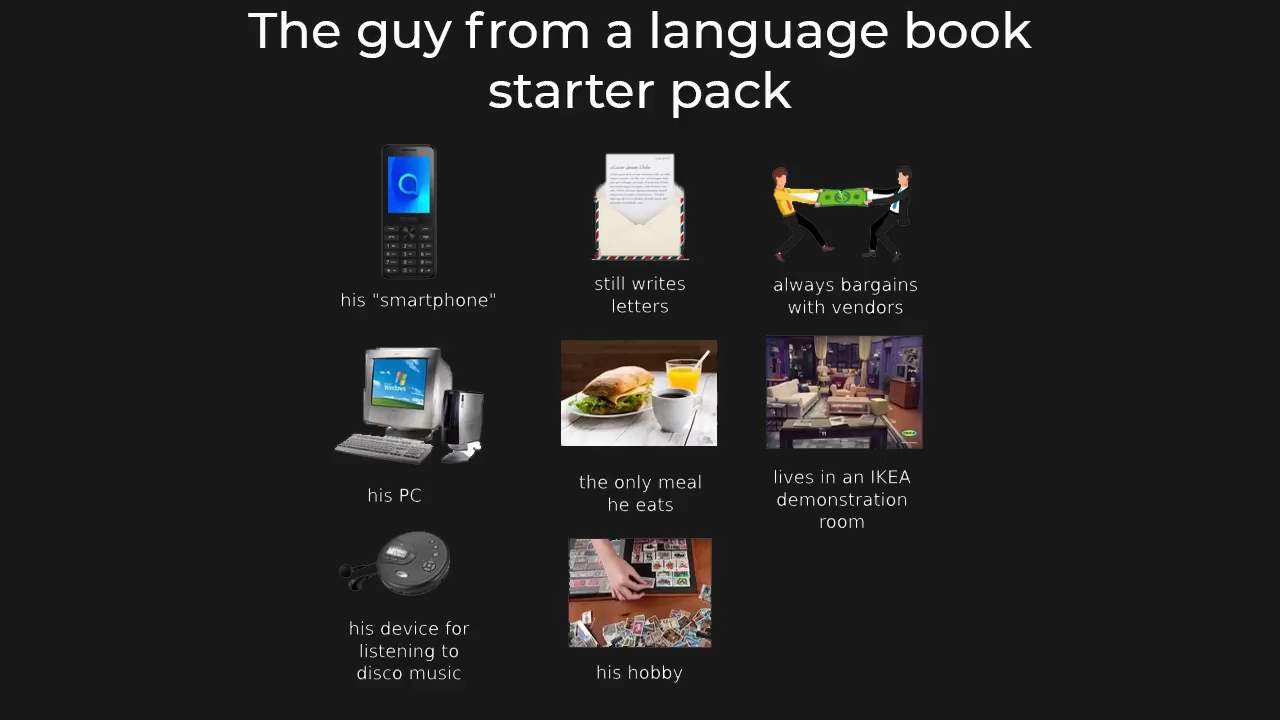 The guy from a language book
starter pack
his "smartphone"
still writes
letters
always bargains
with vendors
Windows
his PC
the only meal
he eats
IKEA
lives in an IKEA
demonstration
room
his device for
listening to
disco music
his hobby